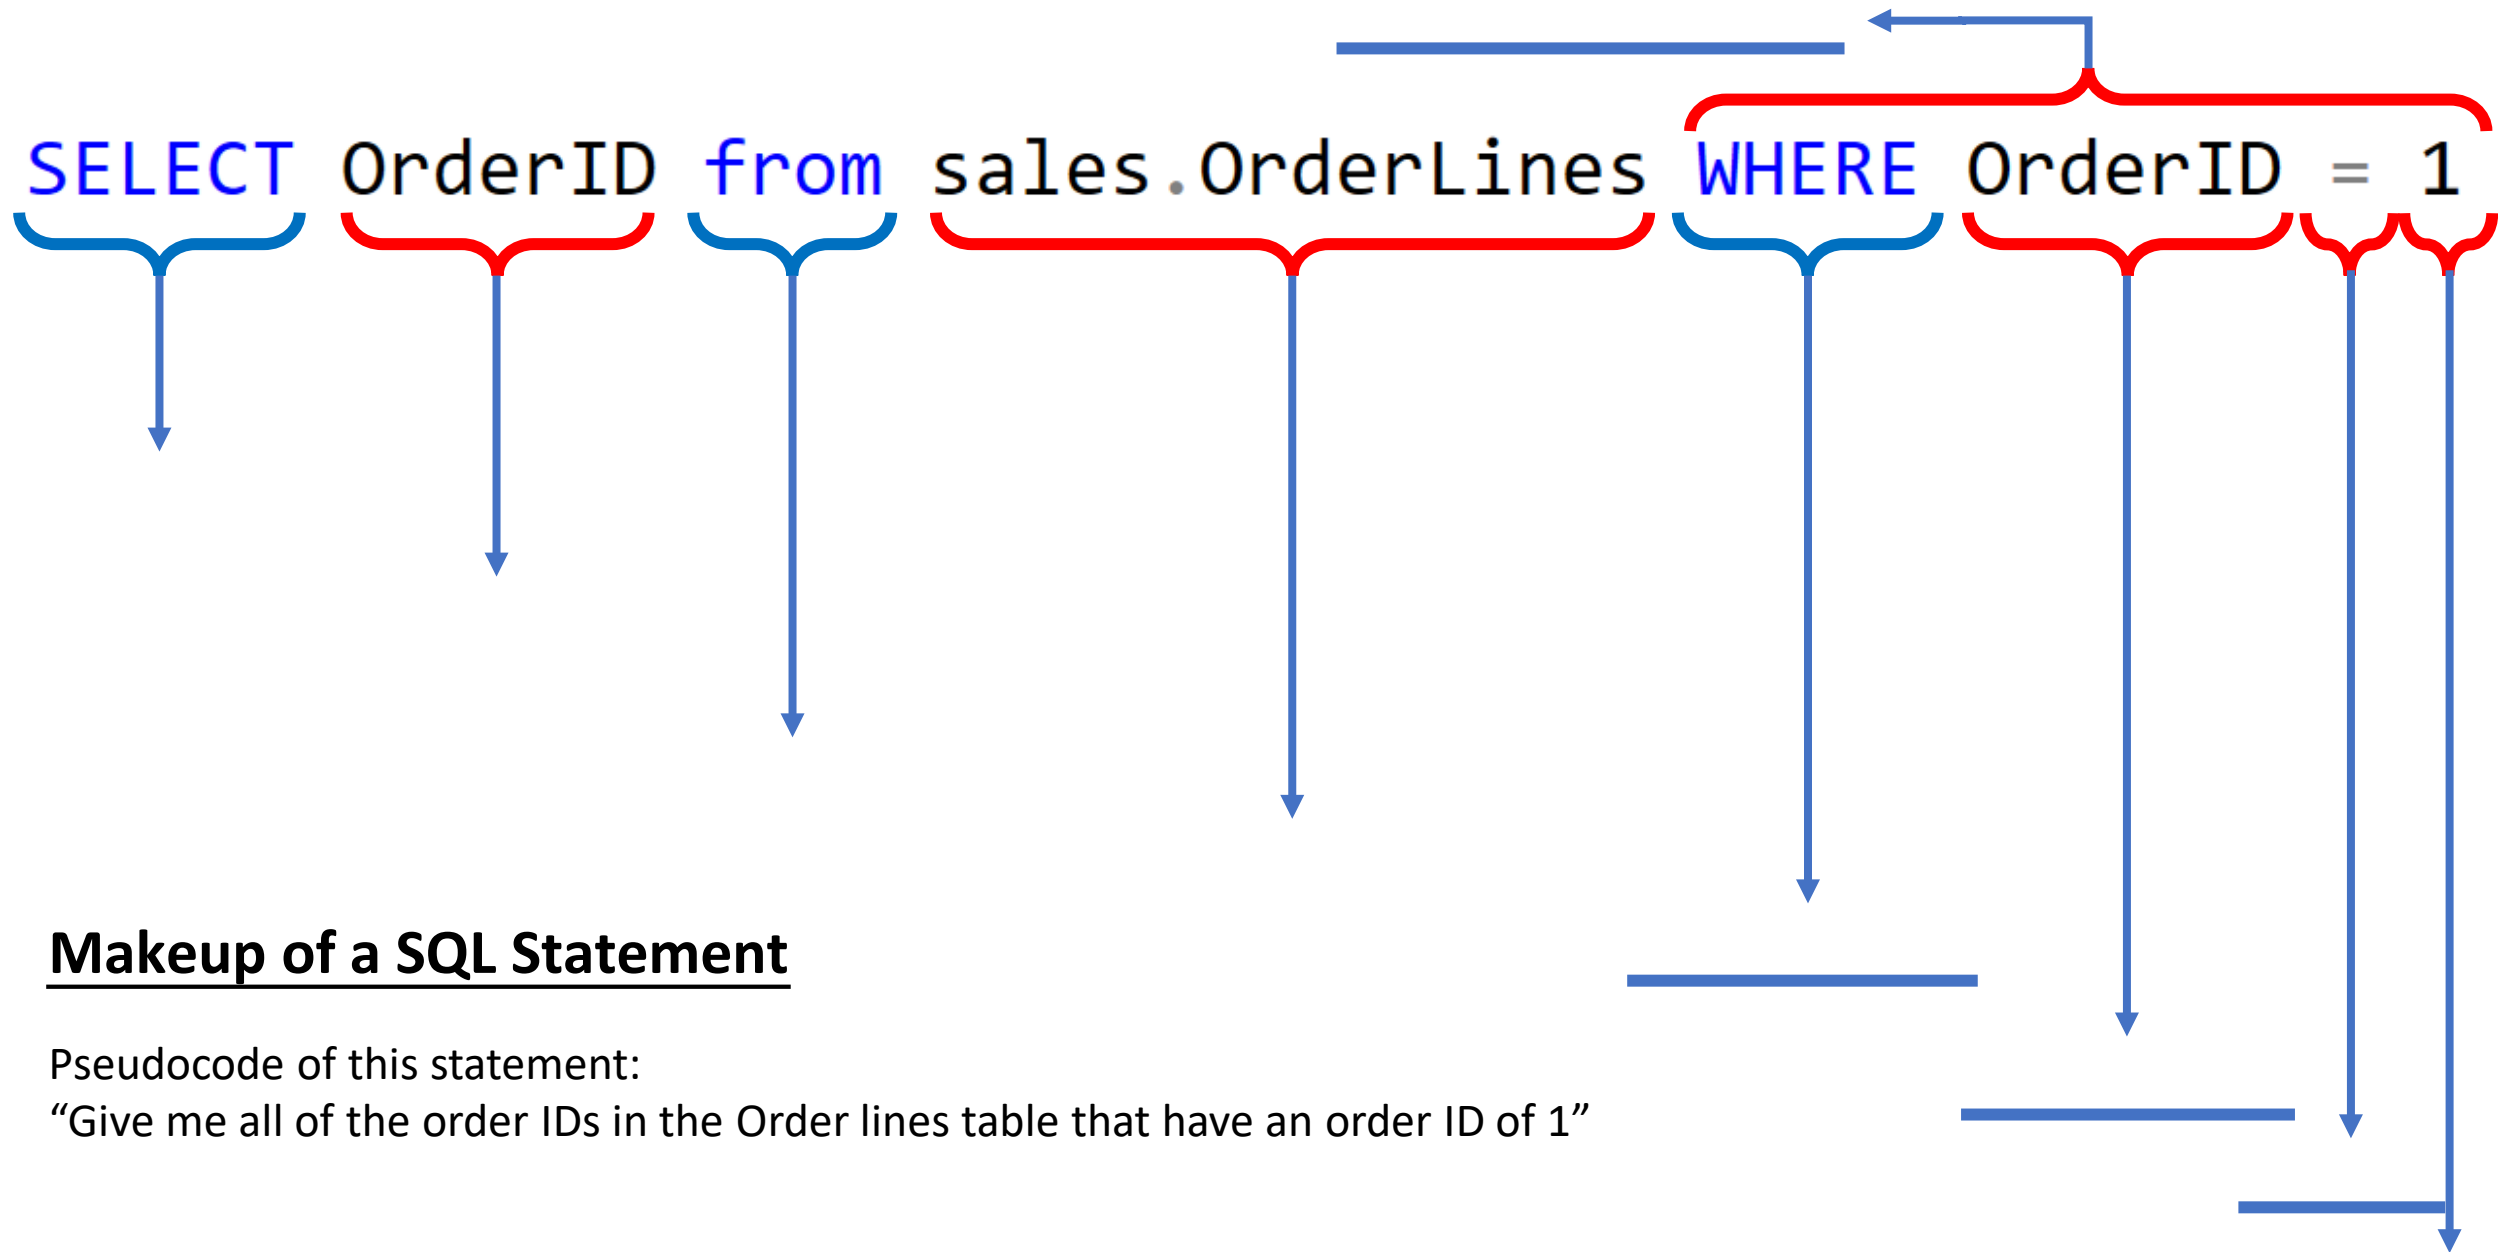 SELECT OrderID from sales.OrderLines WHERE OrderID = 1
Makeup of a SQL Statement
Pseudocode of this statement:
“Give me all of the order IDs in the Order lines table that have an order ID of 1”